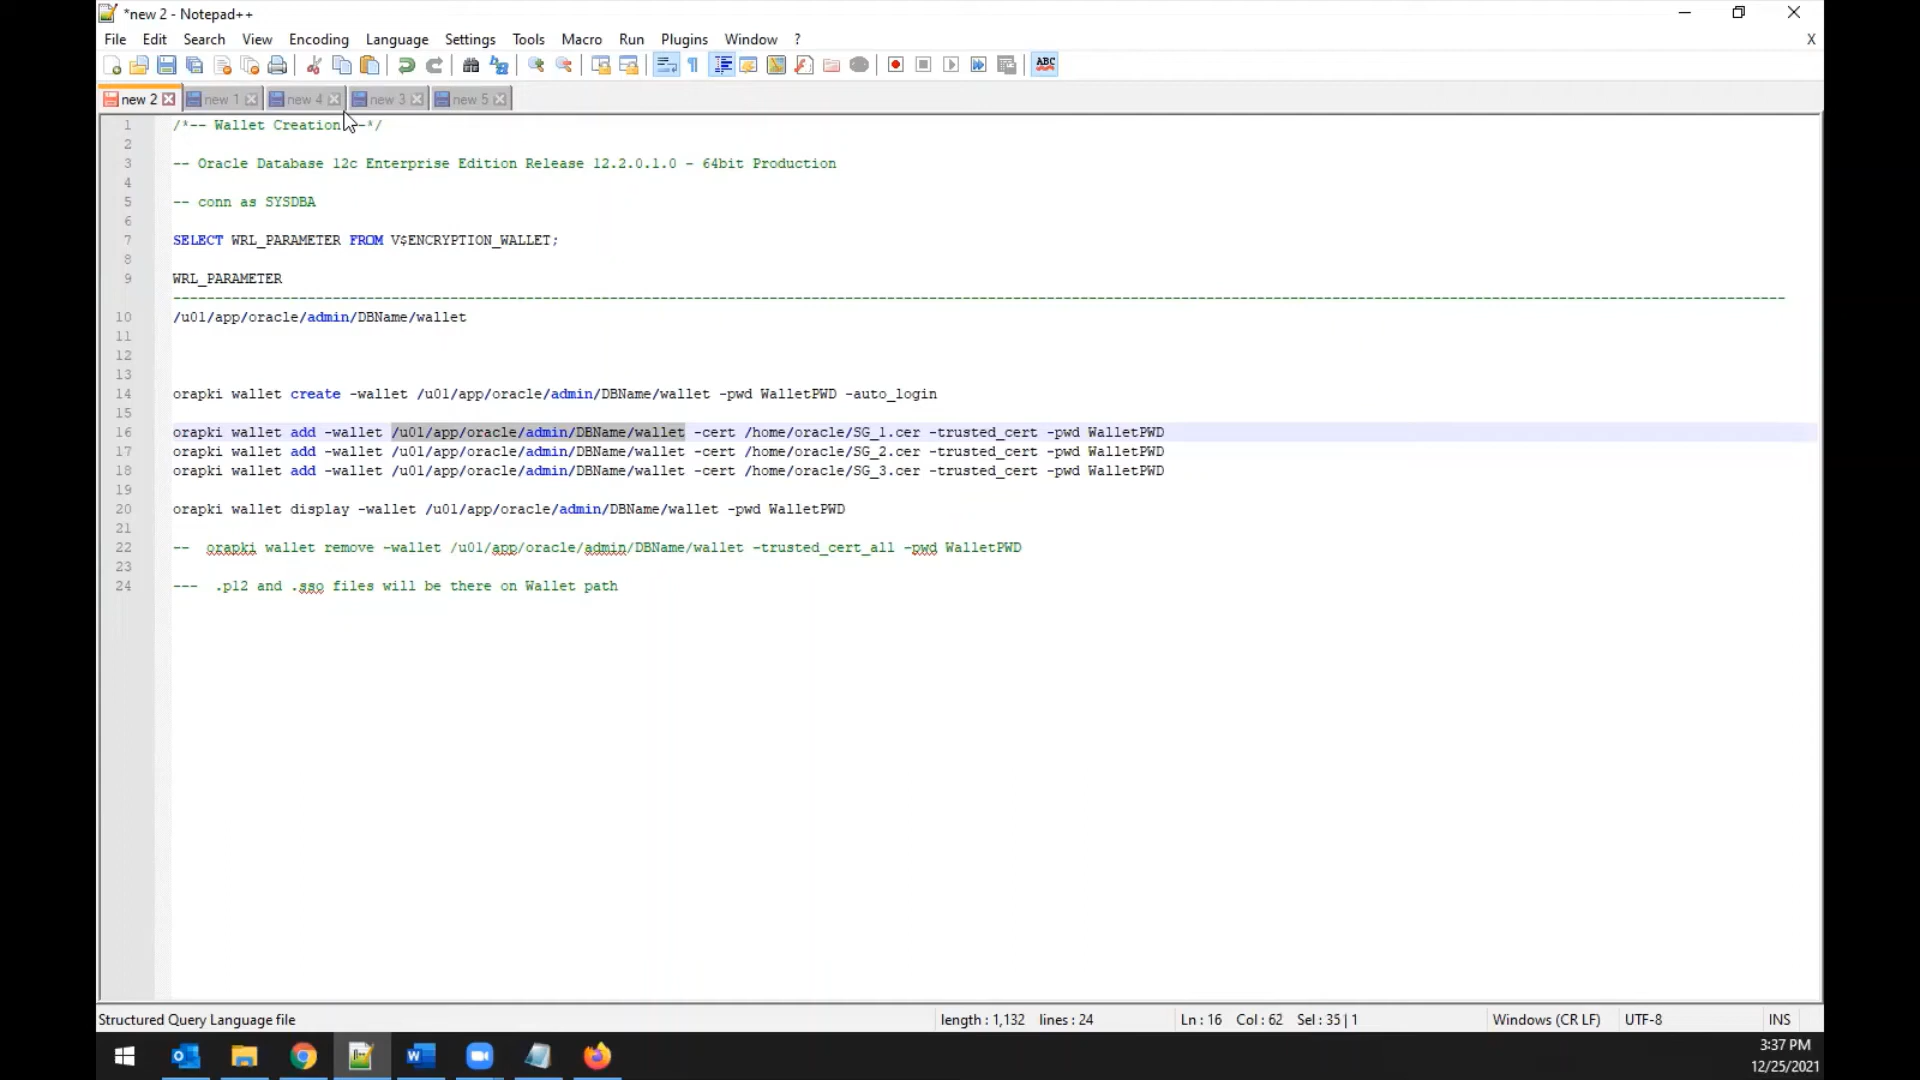 *new 2 - Notepad++
File Edit Search View Encoding Language Settings Tools Macro Run Plugins Window ? X
ABC
new 2 new 1 new 4 new 3 new 5
1 /*-- Wallet Creation --*/
2
3 -- Oracle Database 12c Enterprise Edition Release 12.2.0.1.0 - 64bit Production
4
5 -- conn as SYSDBA
6
7 SELECT WRL_PARAMETER FROM V$ENCRYPTION_WALLET;
8
9 WRL_PARAMETER
10 /u01/app/oracle/admin/DBName/wallet
11
12
13
14 orapki wallet create -wallet /u01/app/oracle/admin/DBName/wallet -pwd WalletPWD -auto_login
15
16 orapki wallet add -wallet /u01/app/oracle/admin/DBName/wallet -cert /home/oracle/SG_1.cer -trusted_cert -pwd WalletPWD
17 orapki wallet add -wallet /u01/app/oracle/admin/DBName/wallet -cert /home/oracle/SG_2.cer -trusted_cert -pwd WalletPWD
18 orapki wallet add -wallet /u01/app/oracle/admin/DBName/wallet -cert /home/oracle/SG_3.cer -trusted_cert -pwd WalletPWD
19
20 orapki wallet display -wallet /u01/app/oracle/admin/DBName/wallet -pwd WalletPWD
21
22 -- orapki wallet remove -wallet /u01/app/oracle/admin/DBName/wallet -trusted_cert_all -pwd WalletPWD
23
24 --- .p12 and .sso files will be there on Wallet path
Structured Query Language file length : 1,132 lines : 24 Ln : 16 Col : 62 Sel : 35 | 1 Windows (CR LF) UTF-8 INS
3:37 PM
12/25/2021